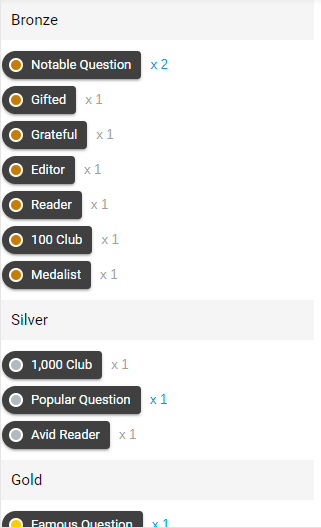 Bronze
Notable Question x 2
Gifted x 1
Grateful x 1
Editor x 1
Reader x 1
100 Club x 1
Medalist x 1
Silver
1,000 Club x 1
Popular Question x 1
Avid Reader x 1
Gold
Famous Question x 1